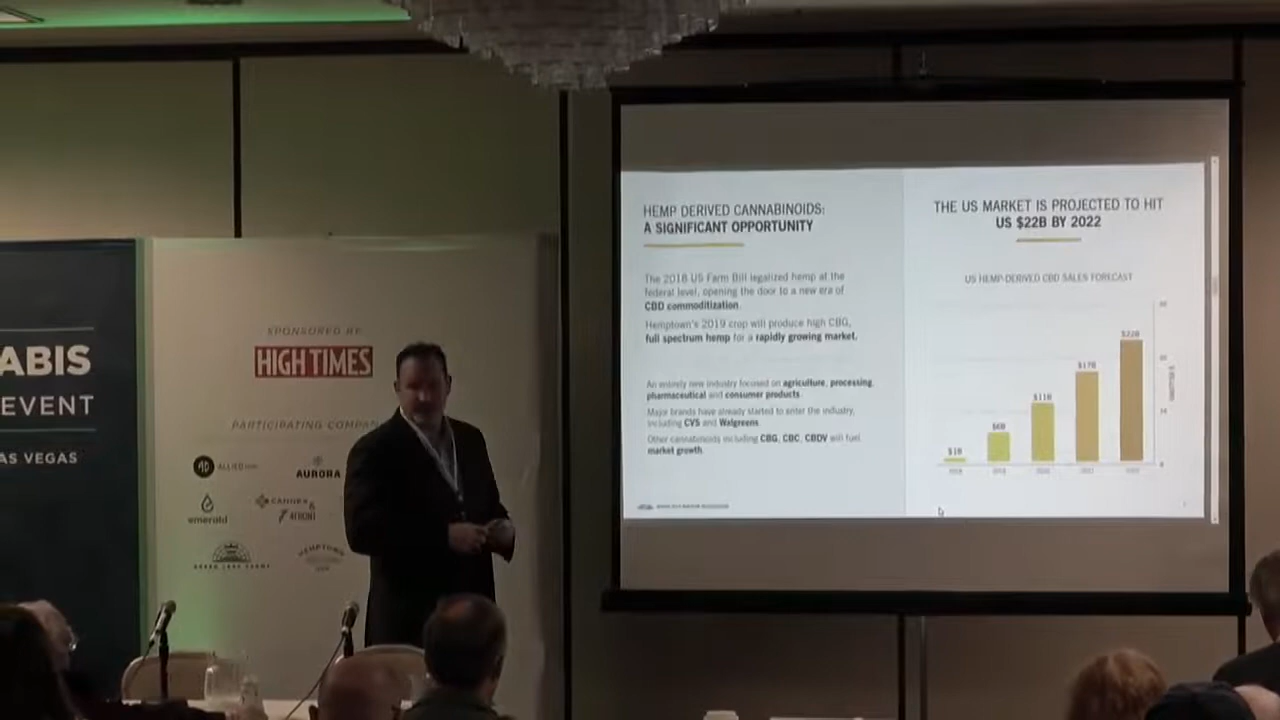 ABIS
EVENT
AS VEGAS
SPONSORED BY
HIGH TIMES
PARTICIPATING COMPAN
ALLIED
AURORA
emerald
CANNEX
4FRONT
HEMPTOWN
HEMP DERIVED CANNABINOIDS:
A SIGNIFICANT OPPORTUNITY
The 2018 US Farm Bill legalized hemp at the
federal level, opening the door to a new era of
CBD commoditization.
Hemptown's 2019 crop will produce high CBG,
full spectrum hemp for a rapidly growing market.
An entirely new industry focused on agriculture, processing,
pharmaceutical and consumer products.
Major brands have already started to enter the industry,
including CVS and Walgreens.
Other cannabinoids including CBG, CBC, CBDV will fuel
market growth.
THE US MARKET IS PROJECTED TO HIT
US $22B BY 2022
US HEMP-DERIVED CBD SALES FORECAST
$1B
$6B
$11B
$17B
$22B